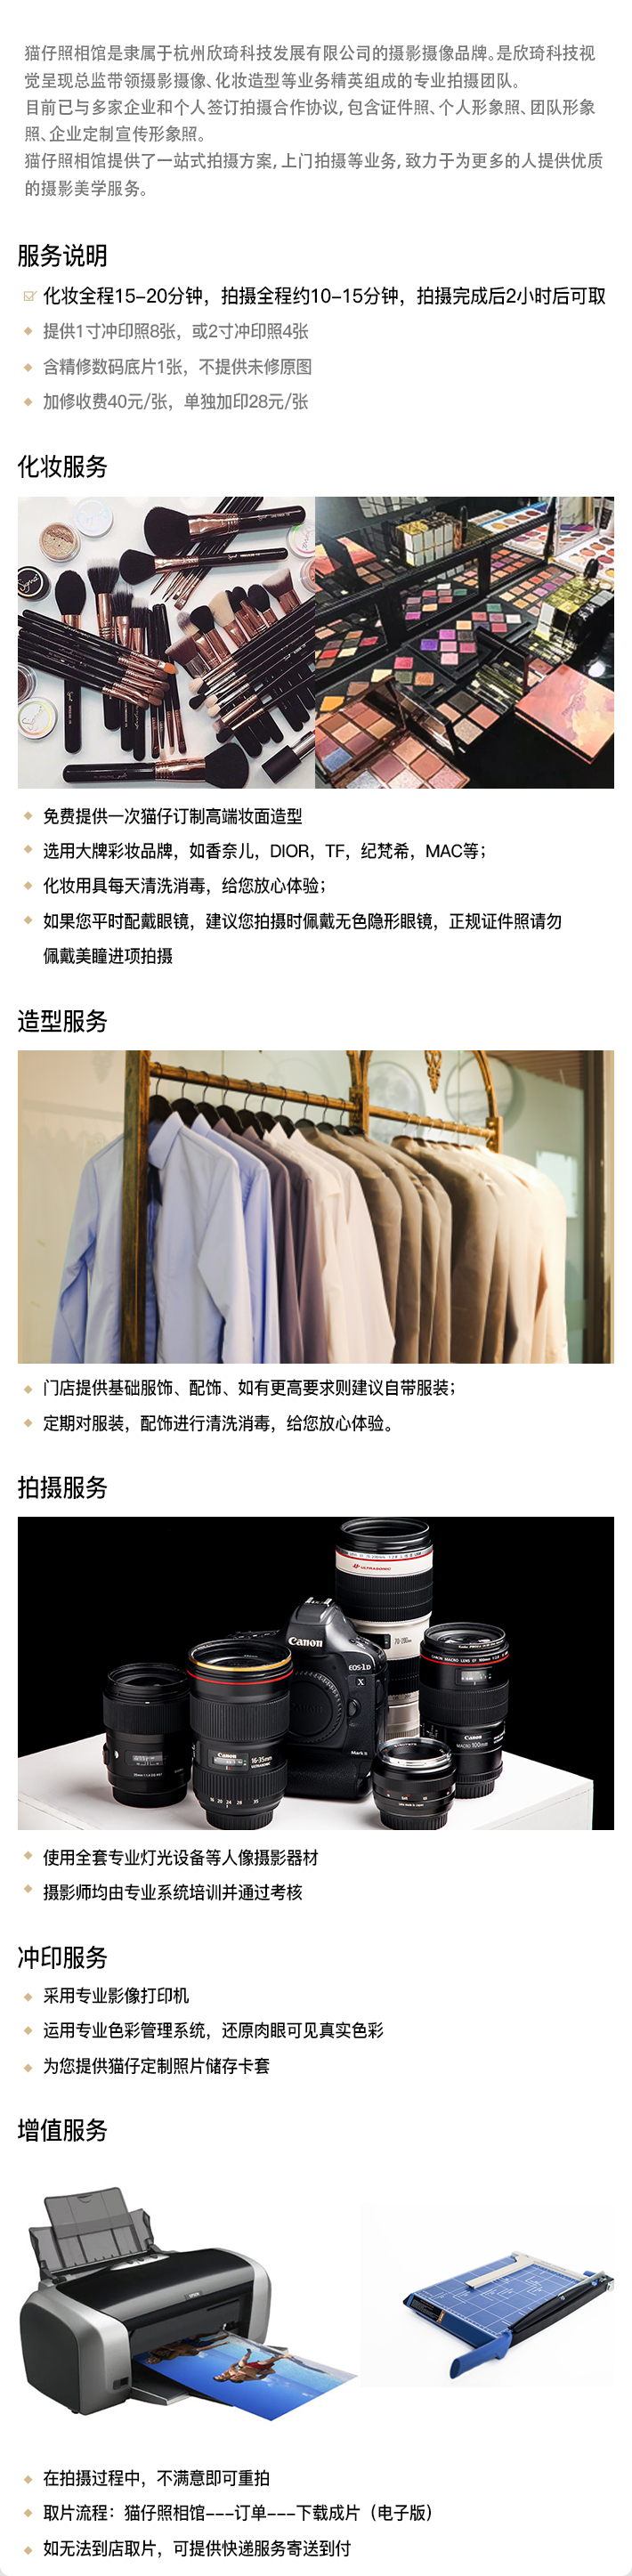 猫仔照相馆是隶属于杭州欣琦科技发展有限公司的摄影摄像品牌。是欣琦科技视
觉呈现总监带领摄影摄像、化妆造型等业务精英组成的专业拍摄团队。
目前已与多家企业和个人签订拍摄合作协议, 包含证件照、个人形象照、团队形象
照、企业定制宣传形象照。
猫仔照相馆提供了一站式拍摄方案, 上门拍摄等业务, 致力于为更多的人提供优质
的摄影美学服务。
服务说明
化妆全程15-20分钟，拍摄全程约10-15分钟，拍摄完成后2小时后可取
提供1寸冲印照8张，或2寸冲印照4张
含精修数码底片1张，不提供未修原图
加修收费40元/张，单独加印28元/张
化妆服务
免费提供一次猫仔订制高端妆面造型
选用大牌彩妆品牌，如香奈儿，DIOR，TF，纪梵希，MAC等；
化妆用具每天清洗消毒，给您放心体验；
如果您平时配戴眼镜，建议您拍摄时佩戴无色隐形眼镜，正规证件照请勿
佩戴美瞳进项拍摄
造型服务
门店提供基础服饰、配饰、如有更高要求则建议自带服装；
定期对服装，配饰进行清洗消毒，给您放心体验。
拍摄服务
ULTRASONIC
70-200
Canon
EOS-1D
X
Mark II
Canon
16-35mm
ULTRASONIC
16 20 24 28 35
CANON MACRO LENS EF 100mm
Canon
MACRO 100mm
使用全套专业灯光设备等人像摄影器材
摄影师均由专业系统培训并通过考核
冲印服务
采用专业影像打印机
运用专业色彩管理系统，还原肉眼可见真实色彩
为您提供猫仔定制照片储存卡套
增值服务
在拍摄过程中，不满意即可重拍
取片流程：猫仔照相馆---订单---下载成片（电子版）
如无法到店取片，可提供快递服务寄送到付